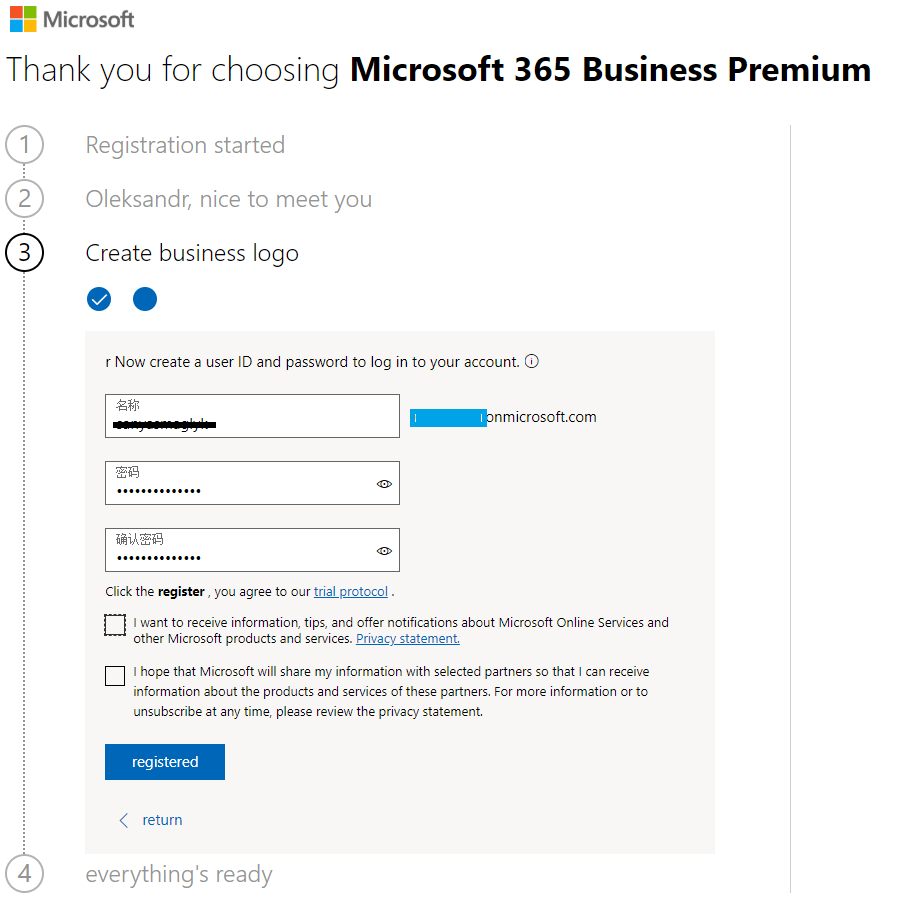 Microsoft
Thank you for choosing Microsoft 365 Business Premium
1 Registration started
2 Oleksandr, nice to meet you
3 Create business logo
r Now create a user ID and password to log in to your account.
名称
onmicrosoft.com
密码
••••••••••••••
确认密码
••••••••••••••
Click the register , you agree to our trial protocol .
I want to receive information, tips, and offer notifications about Microsoft Online Services and
other Microsoft products and services. Privacy statement.
I hope that Microsoft will share my information with selected partners so that I can receive
information about the products and services of these partners. For more information or to
unsubscribe at any time, please review the privacy statement.
registered
return
4 everything's ready